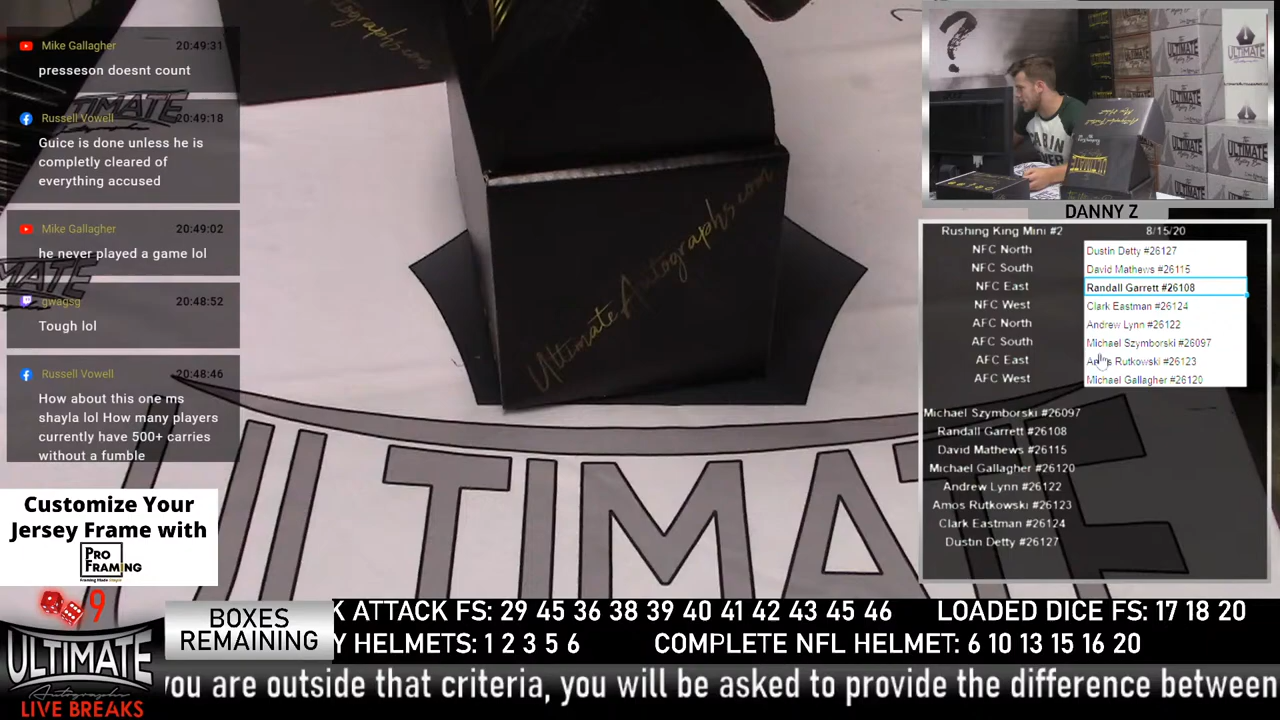 Mike Gallagher 20:49:31
presseson doesnt count
Russell Vowell 20:49:18
Guice is done unless he is
completly cleared of
everything accused
Mike Gallagher 20:49:02
he never played a game lol
gwagsg 20:48:52
Tough lol
Russell Vowell 20:48:46
How about this one ms
shayla lol How many players
currently have 500+ carries
without a fumble
Customize Your
Jersey Frame with
PRO
FRAMING
9
ULTIMATE
Autographs
LIVE BREAKS
BOXES
REMAINING
K ATTACK FS: 29 45 36 38 39 40 41 42 43 45 46 LOADED DICE FS: 17 18 20
Y HELMETS: 1 2 3 5 6 COMPLETE NFL HELMET: 6 10 13 15 16 20
you are outside that criteria, you will be asked to provide the difference between
UltimateAutographs.com
ULTIMATE
?
ULTIMATE
DANNY Z
Rushing King Mini #2 8/15/20
NFC North Dustin Detty #26127
NFC South David Mathews #26115
NFC East Randall Garrett #26108
NFC West Clark Eastman #26124
AFC North Andrew Lynn #26122
AFC South Michael Szymborski #26097
AFC East Amos Rutkowski #26123
AFC West Michael Gallagher #26120
Michael Szymborski #26097
Randall Garrett #26108
David Mathews #26115
Michael Gallagher #26120
Andrew Lynn #26122
Amos Rutkowski #26123
Clark Eastman #26124
Dustin Detty #26127